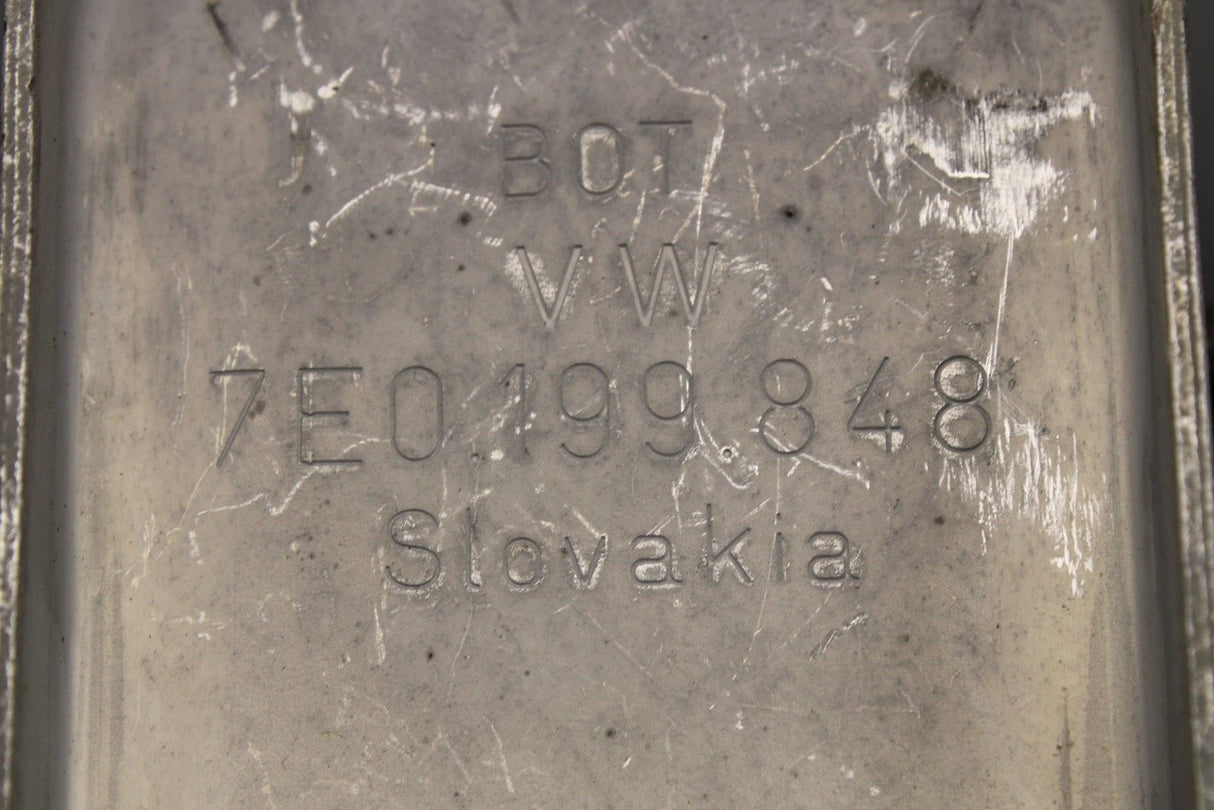 BOT
VW
7E0 199 848
Slovakia